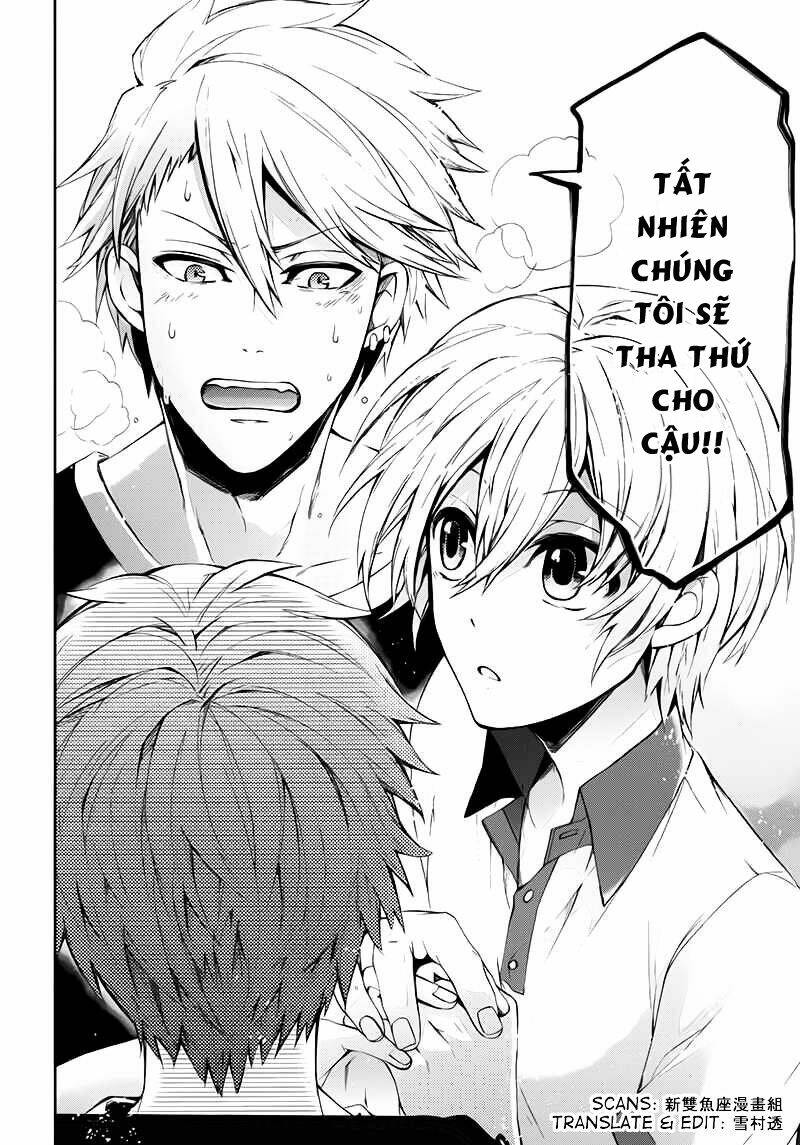 TẤT
NHIÊN
CHÚNG
TÔI SẼ
THA THỨ
CHO
CẬU!!
SCANS: 新雙魚座漫畫組
TRANSLATE & EDIT: 雪村透